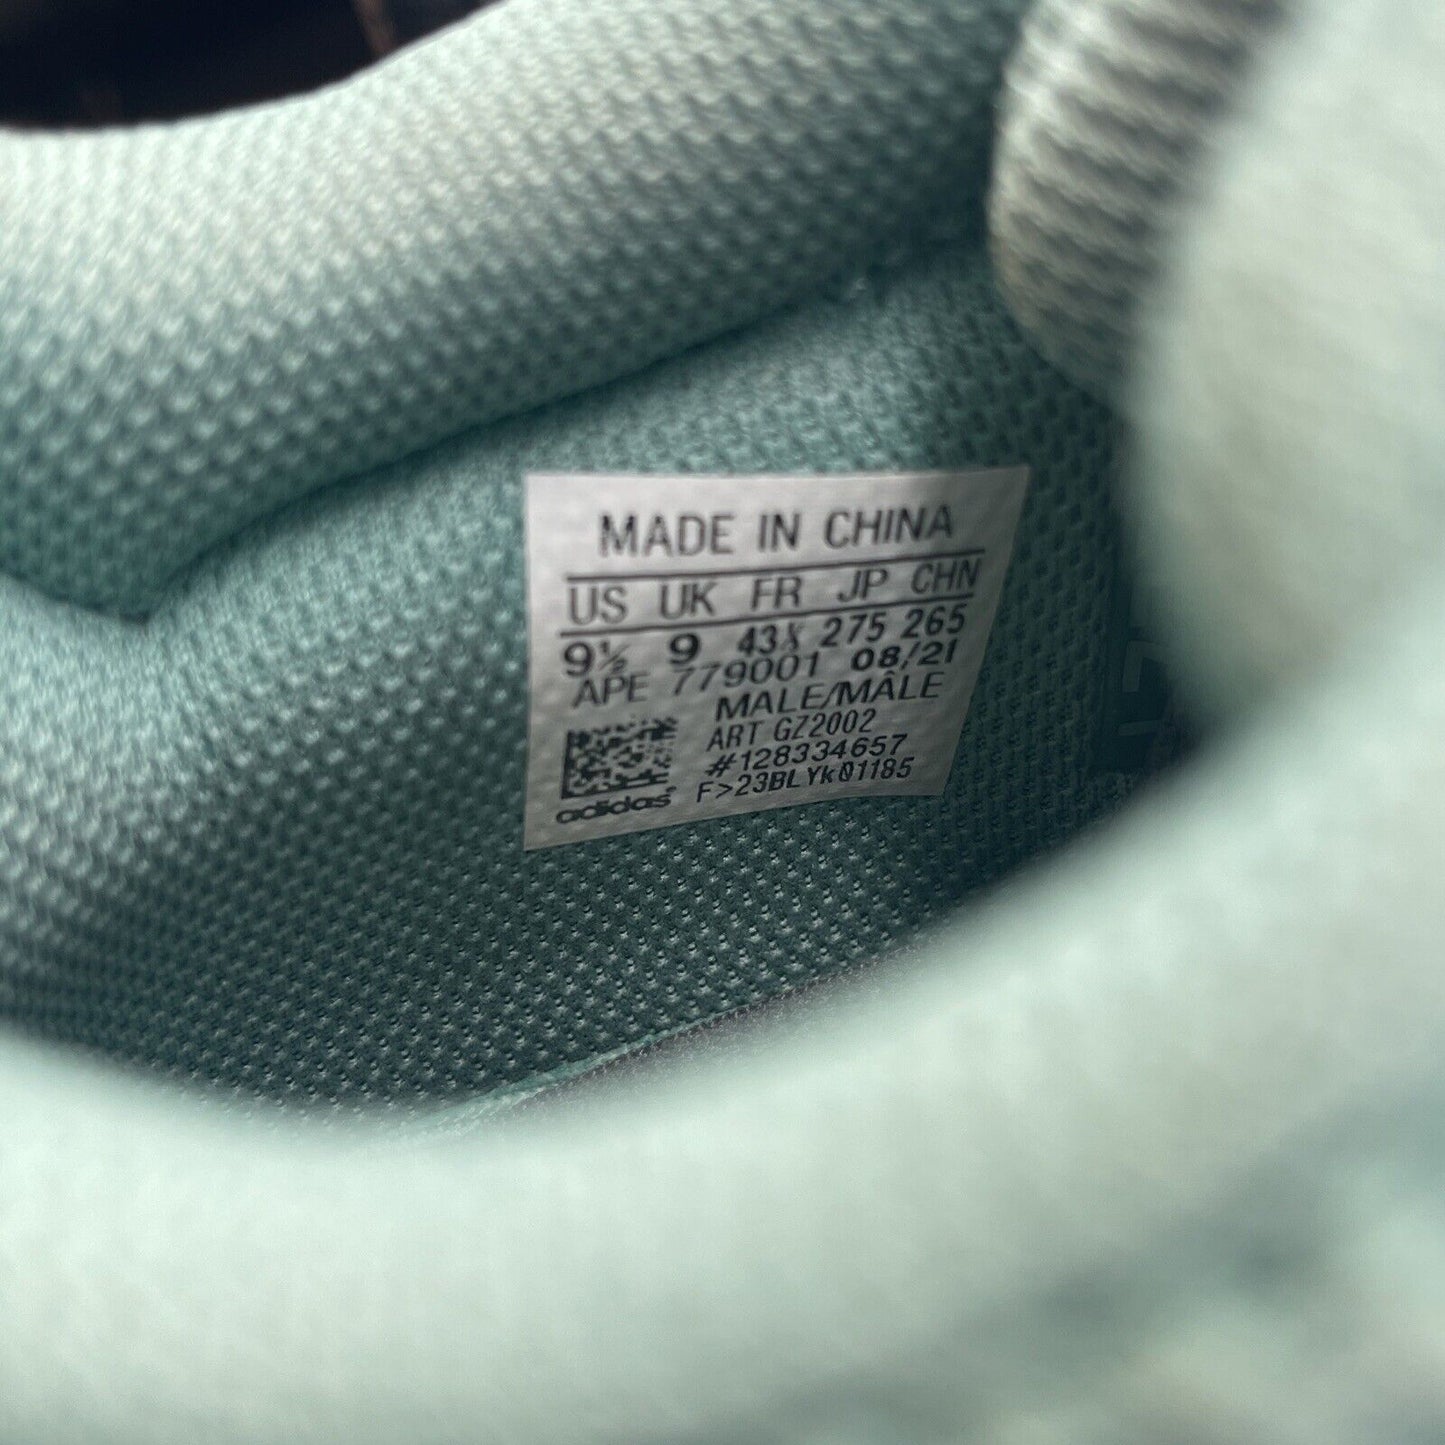 MADE IN CHINA
US UK FR JP CHN
9½ 9 43⅓ 275 265
APE 779001 08/21
MALE/MÂLE
ART GZ2002
#128334657
F>23BLYk01185
adidas